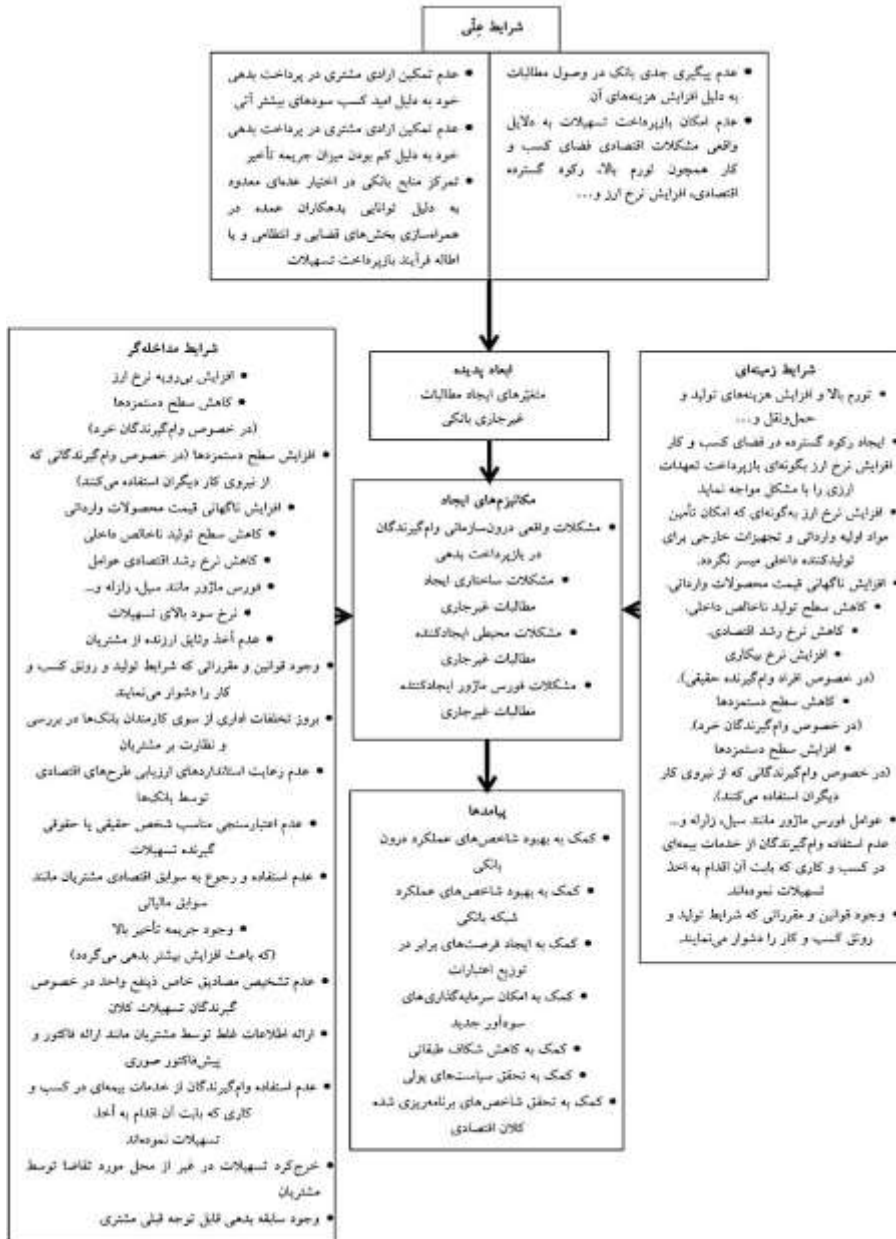 شرایط علّی
• عدم پیگیری جدی بانک در وصول مطالبات
به دلیل افزایش هزینه‌های آن
• عدم امکان بازپرداخت تسهیلات به دلایل
واقعی مشکلات اقتصادی فضای کسب و
کار همچون تورم بالا، رکود گسترده
اقتصادی، افزایش نرخ ارز و…
• عدم تمکین ارادی مشتری در پرداخت بدهی
خود به دلیل امید کسب سودهای بیشتر آتی
• عدم تمکین ارادی مشتری در پرداخت بدهی
خود به دلیل کم بودن میزان جریمه تأخیر
• تمرکز منابع بانکی در اختیار عده‌ای معدود
به دلیل توانایی بدهکاران عمده در
همراه‌سازی بخش‌های قضایی و انتظامی و یا
اطاله فرآیند بازپرداخت تسهیلات
شرایط زمینه‌ای
• تورم بالا و افزایش هزینه‌های تولید و
حمل‌ونقل و…
• ایجاد رکود گسترده در فضای کسب و کار
افزایش نرخ ارز بگونه‌ای بازپرداخت تعهدات
ارزی را با مشکل مواجه نماید
• افزایش نرخ ارز به‌گونه‌ای که امکان تأمین
مواد اولیه وارداتی و تجهیزات خارجی برای
تولیدکننده داخلی میسر نگردد.
• افزایش ناگهانی قیمت محصولات وارداتی.
• کاهش سطح تولید ناخالص داخلی.
• کاهش نرخ رشد اقتصادی.
• افزایش نرخ بیکاری
(در خصوص افراد وام‌گیرنده حقیقی).
• کاهش سطح دستمزدها
(در خصوص وام‌گیرندگان خرد).
• افزایش سطح دستمزدها
(در خصوص وام‌گیرندگانی که از نیروی کار
دیگران استفاده می‌کنند).
• عوامل فورس ماژور مانند سیل، زلزله و…
عدم استفاده وام‌گیرندگان از خدمات بیمه‌ای
در کسب و کاری که بابت آن اقدام به اخذ
تسهیلات نموده‌اند.
• وجود قوانین و مقرراتی که شرایط تولید و
رونق کسب و کار را دشوار می‌نمایند.
ابعاد پدیده
متغیّرهای ایجاد مطالبات
غیرجاری بانکی
مکانیزم‌های ایجاد
• مشکلات واقعی درون‌سازمانی وام‌گیرندگان
در بازپرداخت بدهی
• مشکلات ساختاری ایجاد
مطالبات غیرجاری
• مشکلات محیطی ایجادکننده
مطالبات غیرجاری
• مشکلات فورس ماژور ایجادکننده
مطالبات غیرجاری
پیامدها
• کمک به بهبود شاخص‌های عملکرد درون
بانکی
• کمک به بهبود شاخص‌های عملکرد
شبکه بانکی
• کمک به ایجاد فرصت‌های برابر در
توزیع اعتبارات
• کمک به امکان سرمایه‌گذاری‌های
سودآور جدید
• کمک به کاهش شکاف طبقاتی
• کمک به تحقق سیاست‌های پولی
• کمک به تحقق شاخص‌های برنامه‌ریزی شده
کلان اقتصادی
شرایط مداخله‌گر
• افزایش بی‌رویه نرخ ارز
• کاهش سطح دستمزدها
(در خصوص وام‌گیرندگان خرد)
• افزایش سطح دستمزدها (در خصوص وام‌گیرندگانی که
از نیروی کار دیگران استفاده می‌کنند)
• افزایش ناگهانی قیمت محصولات وارداتی
• کاهش سطح تولید ناخالص داخلی
• کاهش نرخ رشد اقتصادی عوامل
• فورس ماژور مانند سیل، زلزله و…
• نرخ سود بالای تسهیلات
• عدم أخذ وثایق ارزنده از مشتریان
• وجود قوانین و مقرراتی که شرایط تولید و رونق کسب و
کار را دشوار می‌نمایند
• بروز تخلفات اداری از سوی کارمندان بانک‌ها در بررسی
و نظارت بر مشتریان
• عدم رعایت استانداردهای ارزیابی طرح‌های اقتصادی
توسط بانک‌ها
• عدم اعتبارسنجی مناسب شخص حقیقی یا حقوقی
گیرنده تسهیلات
• عدم استفاده و رجوع به سوابق اقتصادی مشتریان مانند
سوابق مالیاتی
• وجود جریمه تأخیر بالا
(که باعث افزایش بیشتر بدهی می‌گردد)
• عدم تشخیص مصادیق خاص ذینفع واحد در خصوص
گیرندگان تسهیلات کلان
• ارائه اطلاعات غلط توسط مشتریان مانند ارائه فاکتور و
پیش‌فاکتور صوری
• عدم استفاده وام‌گیرندگان از خدمات بیمه‌ای در کسب و
کاری که بابت آن اقدام به أخذ
تسهیلات نموده‌اند
• خرج‌کرد تسهیلات در غیر از محل مورد تقاضا توسط
مشتریان
• وجود سابقه بدهی قابل توجه قبلی مشتری